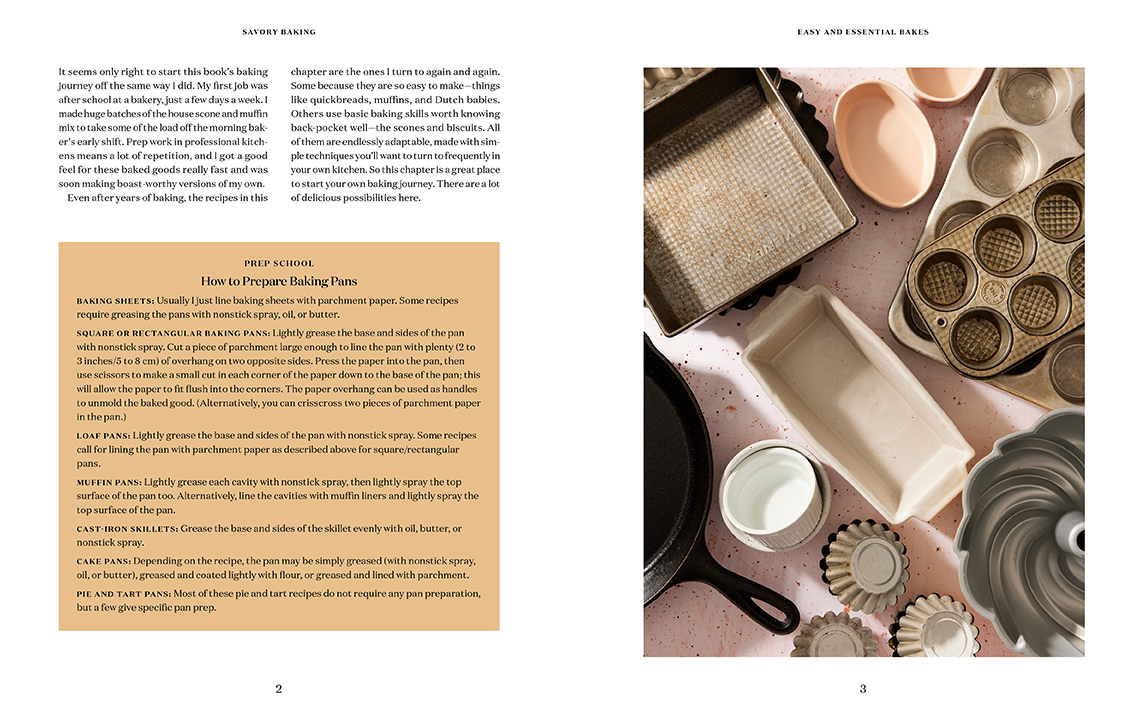 SAVORY BAKING
It seems only right to start this book's baking
journey off the same way I did. My first job was
after school at a bakery, just a few days a week. I
made huge batches of the house scone and muffin
mix to take some of the load off the morning bak-
er's early shift. Prep work in professional kitch-
ens means a lot of repetition, and I got a good
feel for these baked goods really fast and was
soon making boast-worthy versions of my own.
Even after years of baking, the recipes in this
chapter are the ones I turn to again and again.
Some because they are so easy to make—things
like quickbreads, muffins, and Dutch babies.
Others use basic baking skills worth knowing
back-pocket well—the scones and biscuits. All
of them are endlessly adaptable, made with sim-
ple techniques you'll want to turn to frequently in
your own kitchen. So this chapter is a great place
to start your own baking journey. There are a lot
of delicious possibilities here.
PREP SCHOOL
How to Prepare Baking Pans
BAKING SHEETS: Usually I just line baking sheets with parchment paper. Some recipes
require greasing the pans with nonstick spray, oil, or butter.
SQUARE OR RECTANGULAR BAKING PANS: Lightly grease the base and sides of the pan
with nonstick spray. Cut a piece of parchment large enough to line the pan with plenty (2 to
3 inches/5 to 8 cm) of overhang on two opposite sides. Press the paper into the pan, then
use scissors to make a small cut in each corner of the paper down to the base of the pan; this
will allow the paper to fit flush into the corners. The paper overhang can be used as handles
to unmold the baked good. (Alternatively, you can crisscross two pieces of parchment paper
in the pan.)
LOAF PANS: Lightly grease the base and sides of the pan with nonstick spray. Some recipes
call for lining the pan with parchment paper as described above for square/rectangular
pans.
MUFFIN PANS: Lightly grease each cavity with nonstick spray, then lightly spray the top
surface of the pan too. Alternatively, line the cavities with muffin liners and lightly spray the
top surface of the pan.
CAST-IRON SKILLETS: Grease the base and sides of the skillet evenly with oil, butter, or
nonstick spray.
CAKE PANS: Depending on the recipe, the pan may be simply greased (with nonstick spray,
oil, or butter), greased and coated lightly with flour, or greased and lined with parchment.
PIE AND TART PANS: Most of these pie and tart recipes do not require any pan preparation,
but a few give specific pan prep.
2
EASY AND ESSENTIAL BAKES
3